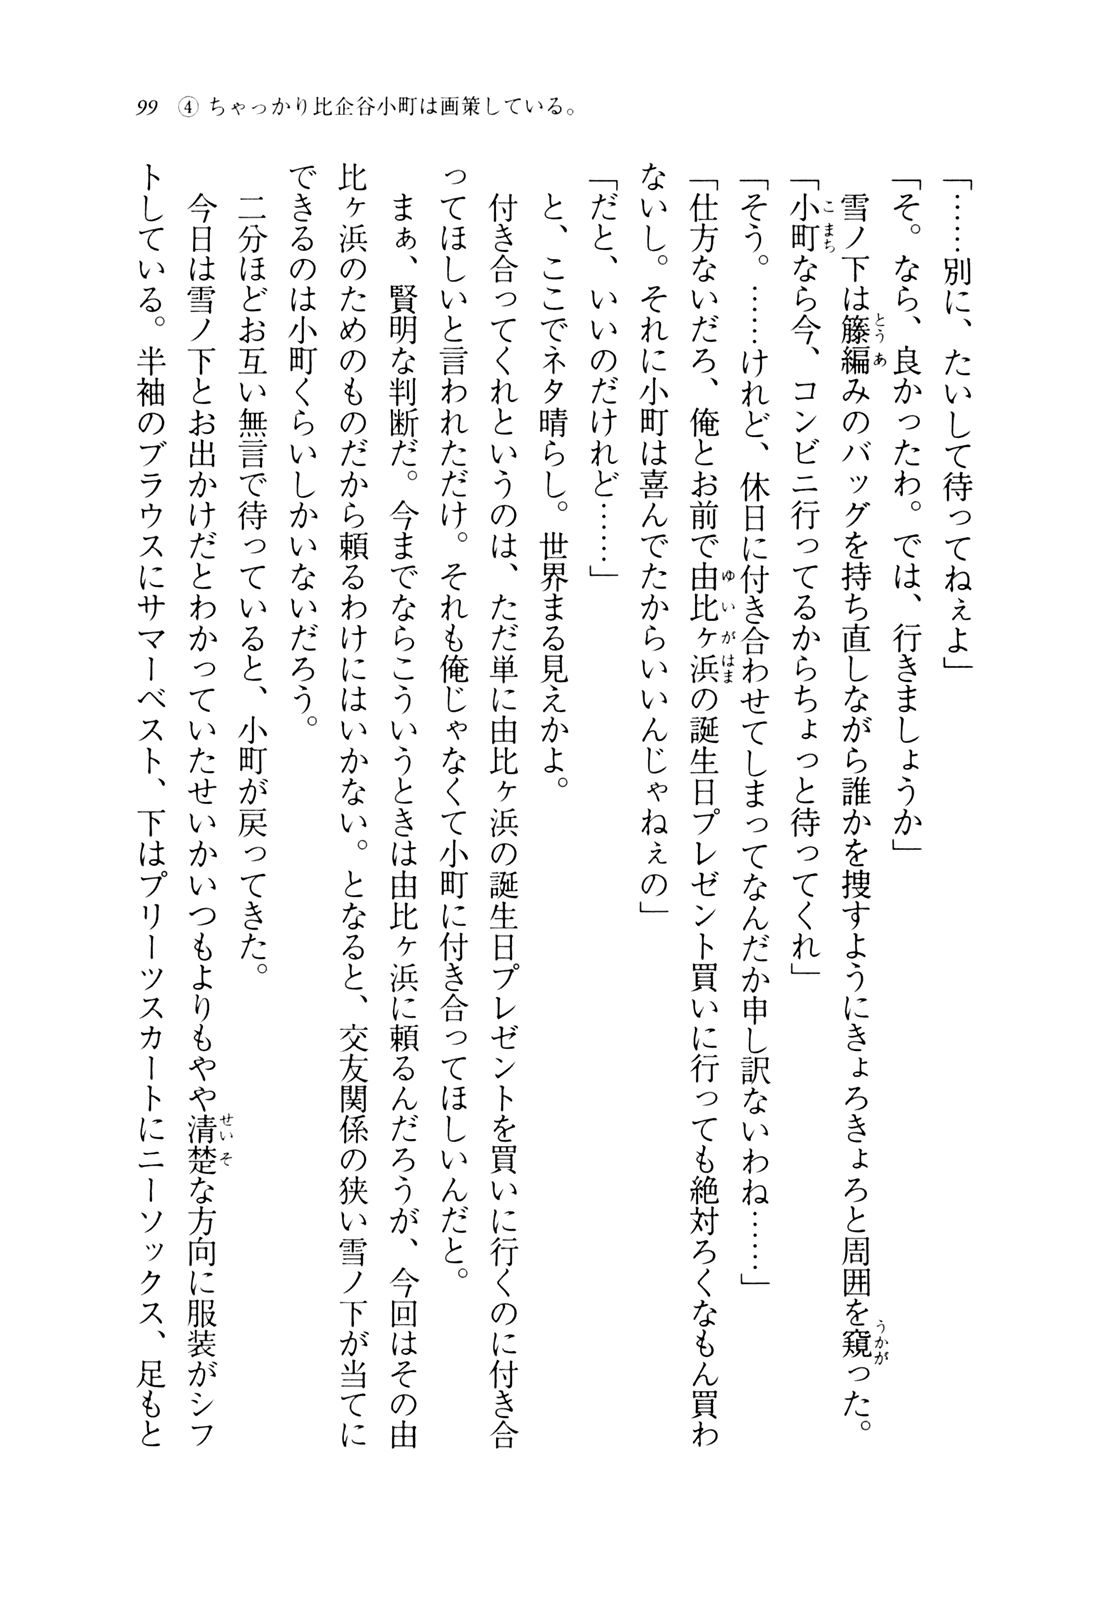 99 ④ ちゃっかり比企谷小町は画策している。
「……別に、たいして待ってねぇよ」
「そ。なら、良かったわ。では、行きましょうか」
雪ノ下は籐編みのバッグを持ち直しながら誰かを捜すようにきょろきょろと周囲を窺った。
「小町なら今、コンビニ行ってるからちょっと待ってくれ」
「そう。……けれど、休日に付き合わせてしまってなんだか申し訳ないわね……」
「仕方ないだろ、俺とお前で由比ヶ浜の誕生日プレゼント買いに行っても絶対ろくなもん買わ
ないし。それに小町は喜んでたからいいんじゃねぇの」
「だと、いいのだけれど……」
と、ここでネタ晴らし。世界まる見えかよ。
付き合ってくれというのは、ただ単に由比ヶ浜の誕生日プレゼントを買いに行くのに付き合
ってほしいと言われただけ。それも俺じゃなくて小町に付き合ってほしいんだと。
まぁ、賢明な判断だ。今までならこういうときは由比ヶ浜に頼るんだろうが、今回はその由
比ヶ浜のためのものだから頼るわけにはいかない。となると、交友関係の狭い雪ノ下が当てに
できるのは小町くらいしかいないだろう。
二分ほどお互い無言で待っていると、小町が戻ってきた。
今日は雪ノ下とお出かけだとわかっていたせいかいつもよりもやや清楚な方向に服装がシフ
トしている。半袖のブラウスにサマーベスト、下はプリーツスカートにニーソックス、足もと